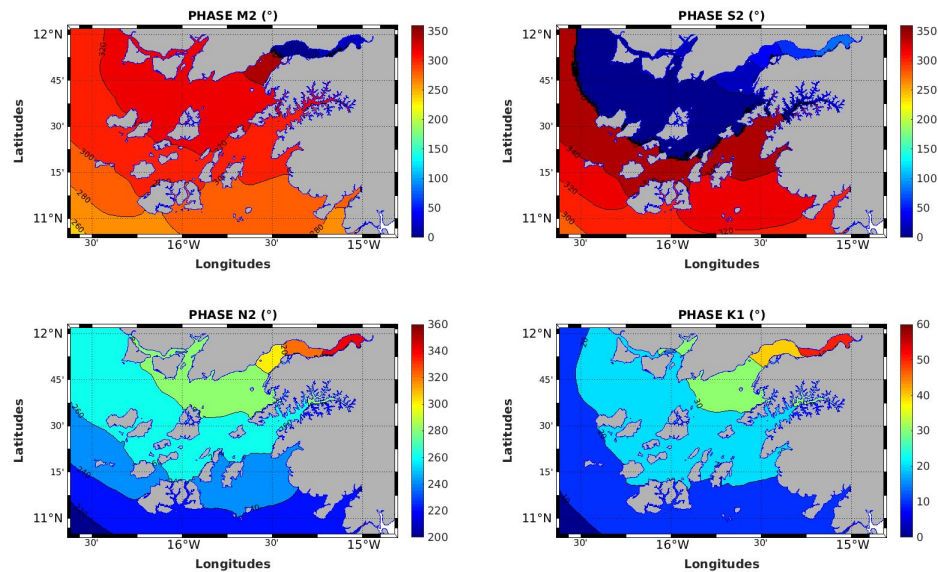 PHASE M2 (°)
12°N
45'
30'
15'
11°N
Latitudes
30'
16°W
30'
15°W
Longitudes
350
300
250
200
150
100
50
0
320
300
280
260
280
PHASE S2 (°)
12°N
45'
30'
15'
11°N
Latitudes
30'
16°W
30'
15°W
Longitudes
350
300
250
200
150
100
50
0
340
320
300
320
PHASE N2 (°)
12°N
45'
30'
15'
11°N
Latitudes
30'
16°W
30'
15°W
Longitudes
360
340
320
300
280
260
240
220
200
260
PHASE K1 (°)
12°N
45'
30'
15'
11°N
Latitudes
30'
16°W
30'
15°W
Longitudes
60
50
40
30
20
10
0